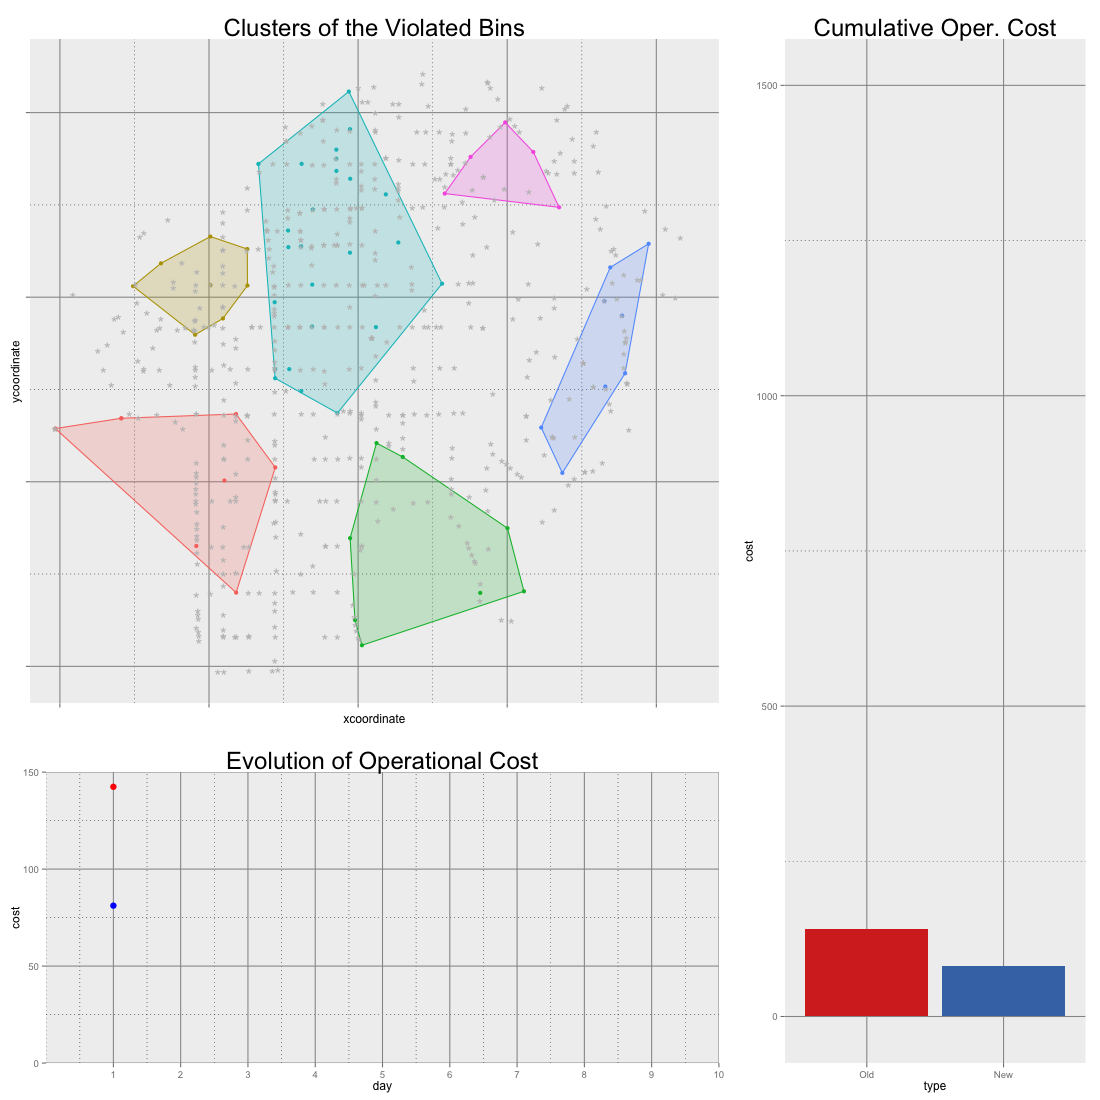 Clusters of the Violated Bins
ycoordinate
xcoordinate
Evolution of Operational Cost
150
100
50
0
cost
1 2 3 4 5 6 7 8 9 10
day
Cumulative Oper. Cost
1500
1000
500
0
cost
Old New
type